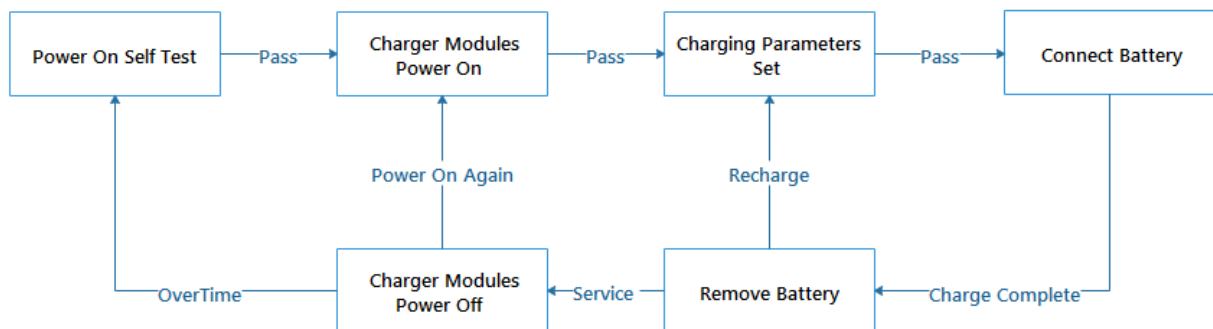 Power On Self Test
Pass
Charger Modules
Power On
Pass
Charging Parameters
Set
Pass
Connect Battery
Power On Again
Recharge
OverTime
Charger Modules
Power Off
Service
Remove Battery
Charge Complete